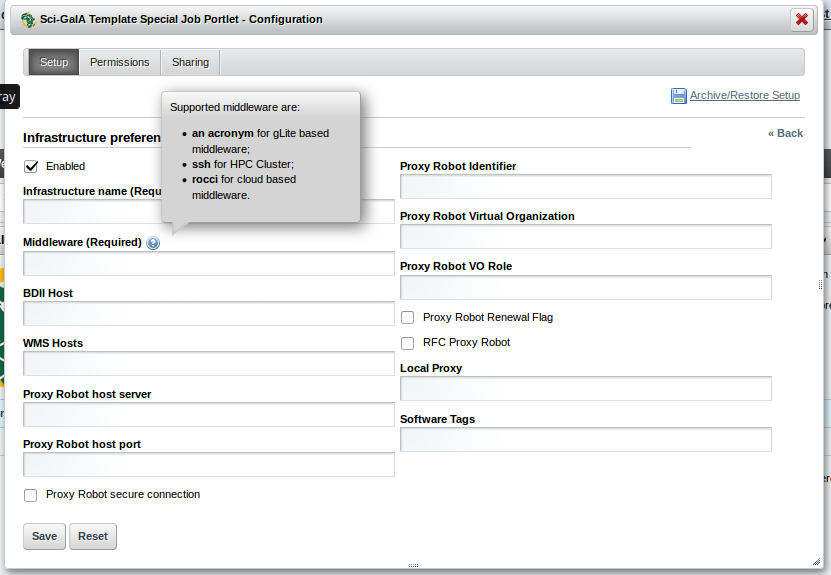 Sci-GaIA Template Special Job Portlet - Configuration
Setup
Permissions
Sharing
ray
Archive/Restore Setup
Supported middleware are:
• an acronym for gLite based
middleware;
• ssh for HPC Cluster;
• rocci for cloud based
middleware.
Infrastructure preferen
« Back
Enabled
Infrastructure name (Requ
Middleware (Required)
BDII Host
WMS Hosts
Proxy Robot host server
Proxy Robot host port
Proxy Robot secure connection
Proxy Robot Identifier
Proxy Robot Virtual Organization
Proxy Robot VO Role
Proxy Robot Renewal Flag
RFC Proxy Robot
Local Proxy
Software Tags
Save
Reset